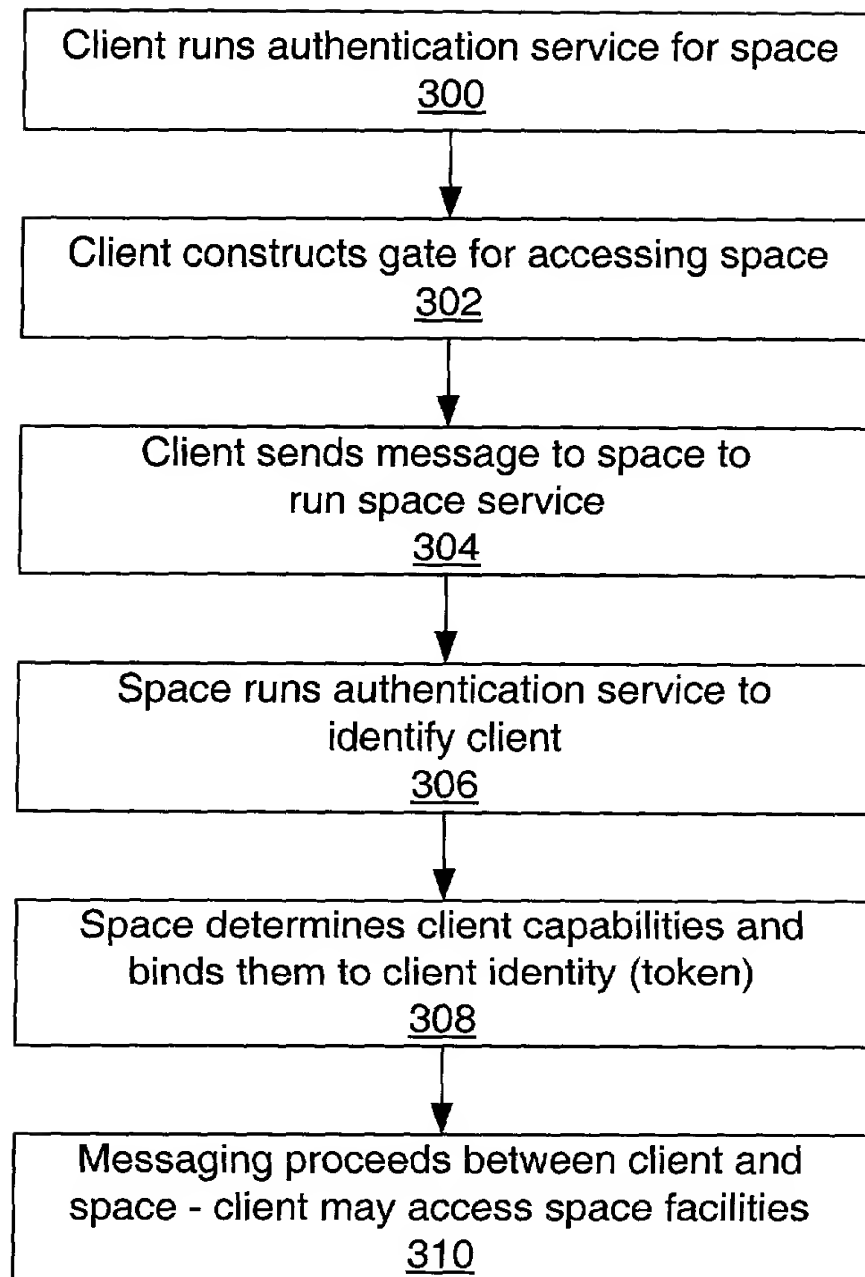 Client runs authentication service for space
300
Client constructs gate for accessing space
302
Client sends message to space to
run space service
304
Space runs authentication service to
identify client
306
Space determines client capabilities and
binds them to client identity (token)
308
Messaging proceeds between client and
space - client may access space facilities
310